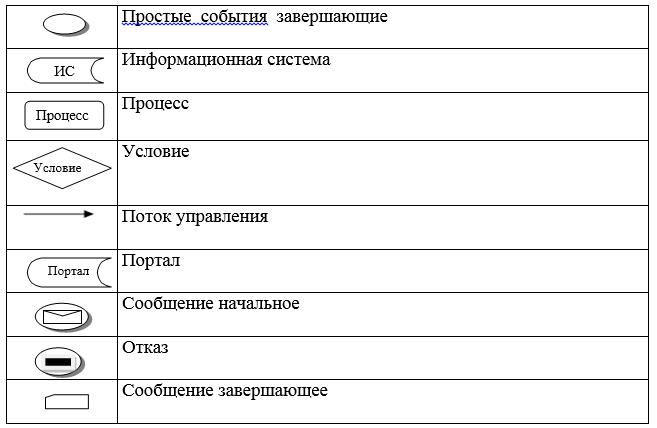 Простые события завершающие
ИС
Информационная система
Процесс
Процесс
Условие
Условие
Поток управления
Портал
Портал
Сообщение начальное
Отказ
Сообщение завершающее